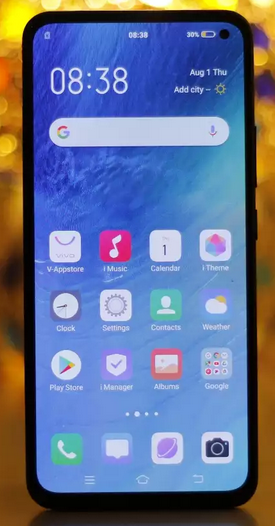 08:38 30%
08:38
Aug 1 Thu
Add city –
G
V-Appstore i Music Calendar i Theme
1
Clock Settings Contacts Weather
Play Store i Manager Albums Google